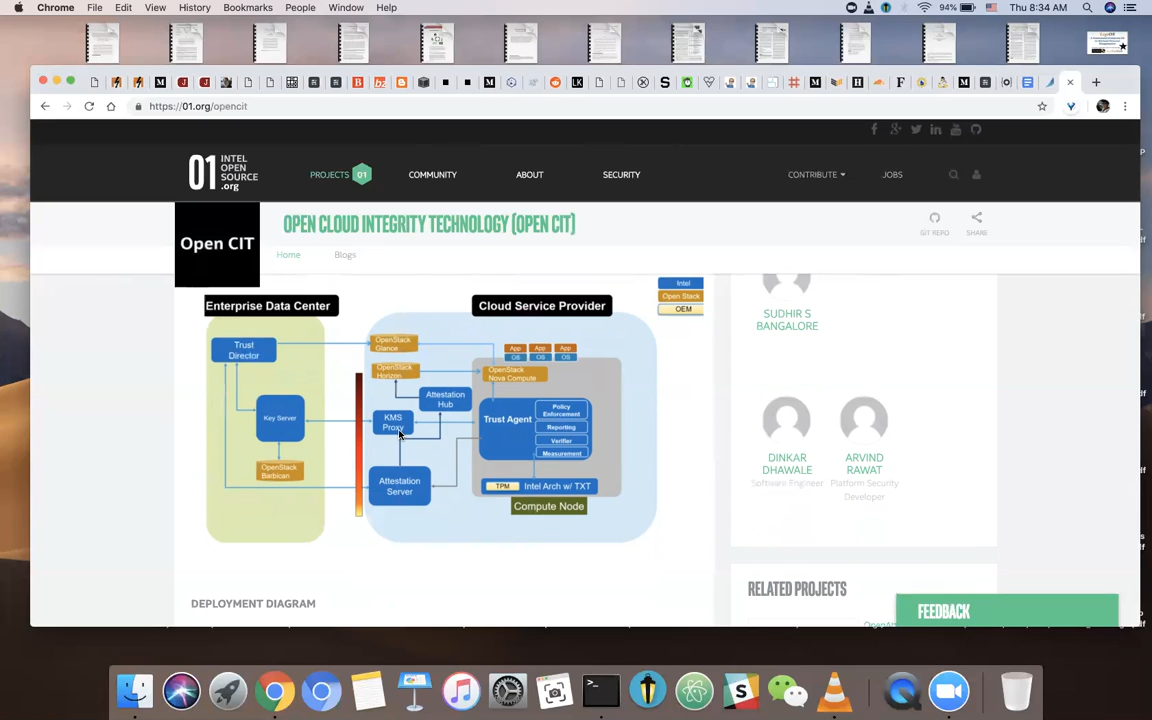 Chrome File Edit View History Bookmarks People Window Help
94% Thu 8:34 AM
https://01.org/opencit
01 INTEL
OPEN
SOURCE
.org
PROJECTS 01 COMMUNITY ABOUT SECURITY CONTRIBUTE JOBS
Open CIT
OPEN CLOUD INTEGRITY TECHNOLOGY (OPEN CIT)
GIT REPO SHARE
Home Blogs
Enterprise Data Center
Cloud Service Provider
Intel
Open Stack
OEM
Trust
Director
Key Server
OpenStack
Barbican
OpenStack
Glance
OpenStack
Horizon
Attestation
Hub
KMS
Proxy
Attestation
Server
App App App
OS OS OS
OpenStack
Nova Compute
Trust Agent
Policy
Enforcement
Reporting
Verifier
Measurement
TPM Intel Arch w/ TXT
Compute Node
DEPLOYMENT DIAGRAM
SUDHIR S
BANGALORE
DINKAR
DHAWALE
Software Engineer
ARVIND
RAWAT
Platform Security
Developer
RELATED PROJECTS
FEEDBACK